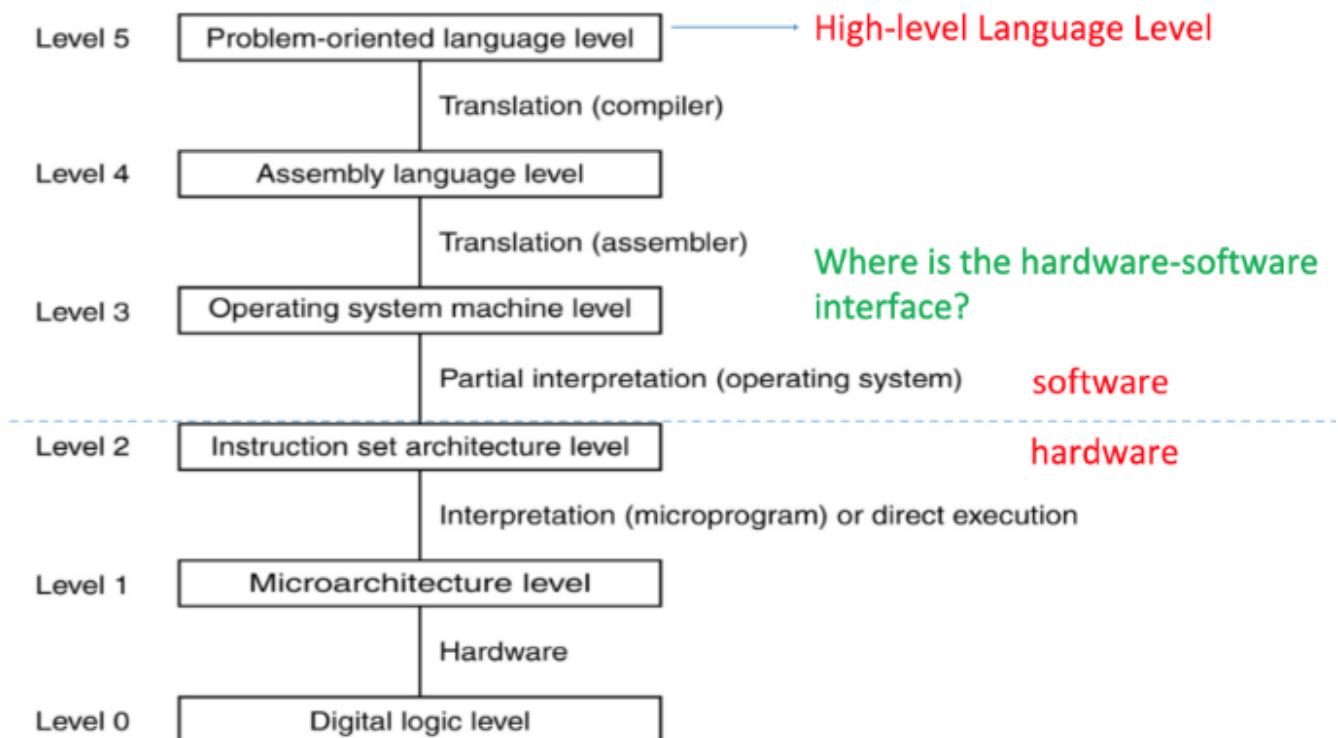 Level 5 Problem-oriented language level High-level Language Level
Translation (compiler)
Level 4 Assembly language level
Translation (assembler)
Where is the hardware-software
interface?
Level 3 Operating system machine level
Partial interpretation (operating system) software
Level 2 Instruction set architecture level hardware
Interpretation (microprogram) or direct execution
Level 1 Microarchitecture level
Hardware
Level 0 Digital logic level